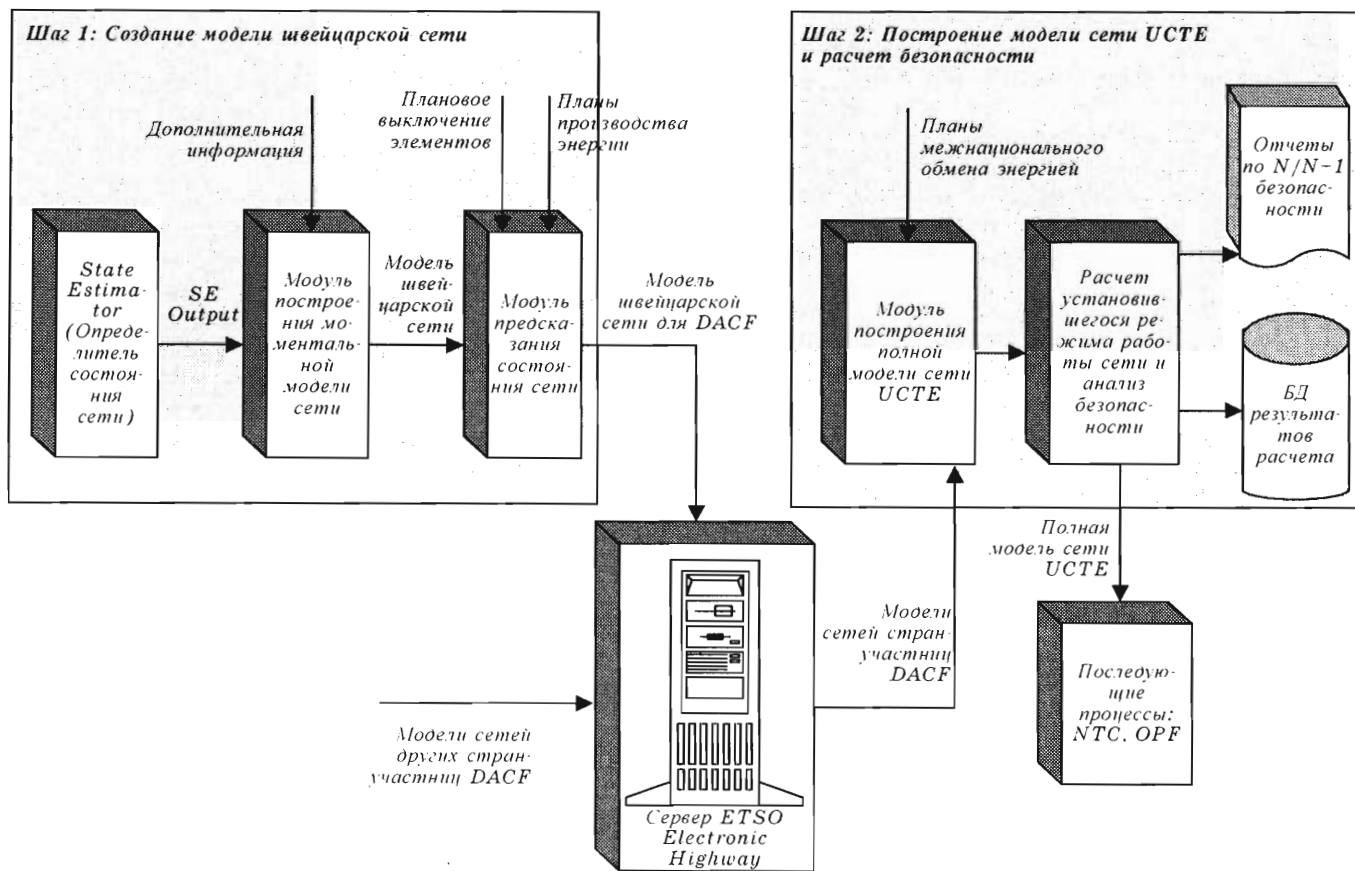 Шаг 1: Создание модели швейцарской сети
Дополнительная
информация
Плановое
выключение
элементов
Планы
производства
энергии
State
Estima-
tor
(Опреде-
литель
состоя-
ния
сети)
SE
Output
Модуль
построе-
ния мо-
ментальной
модели
сети
Модель
швей-
царской
сети
Модуль
предска-
зания
состоя-
ния сети
Модель
швейцарской
сети для DACF
Шаг 2: Построение модели сети UCTE
и расчет безопасности
Планы
межнационального
обмена энергией
Модуль
построения
полной
модели сети
UCTE
Расчет
установив-
шегося ре-
жима рабо-
ты сети и
анализ
безопас-
ности
Отчеты
по N/N-1
безопас-
ности
БД
результа-
тов
расчета
Модели сетей
других стран-
участниц DACF
Сервер ETSO
Electronic
Highway
Модели
сетей стран-
участниц
DACF
Полная
модель сети
UCTE
Последую-
щие
процессы:
NTC, OPF